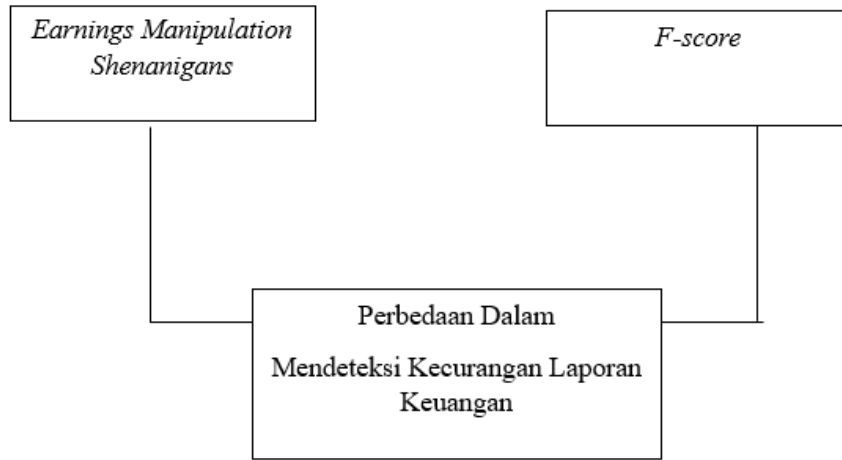 Earnings Manipulation
Shenanigans
F-score
Perbedaan Dalam
Mendeteksi Kecurangan Laporan
Keuangan